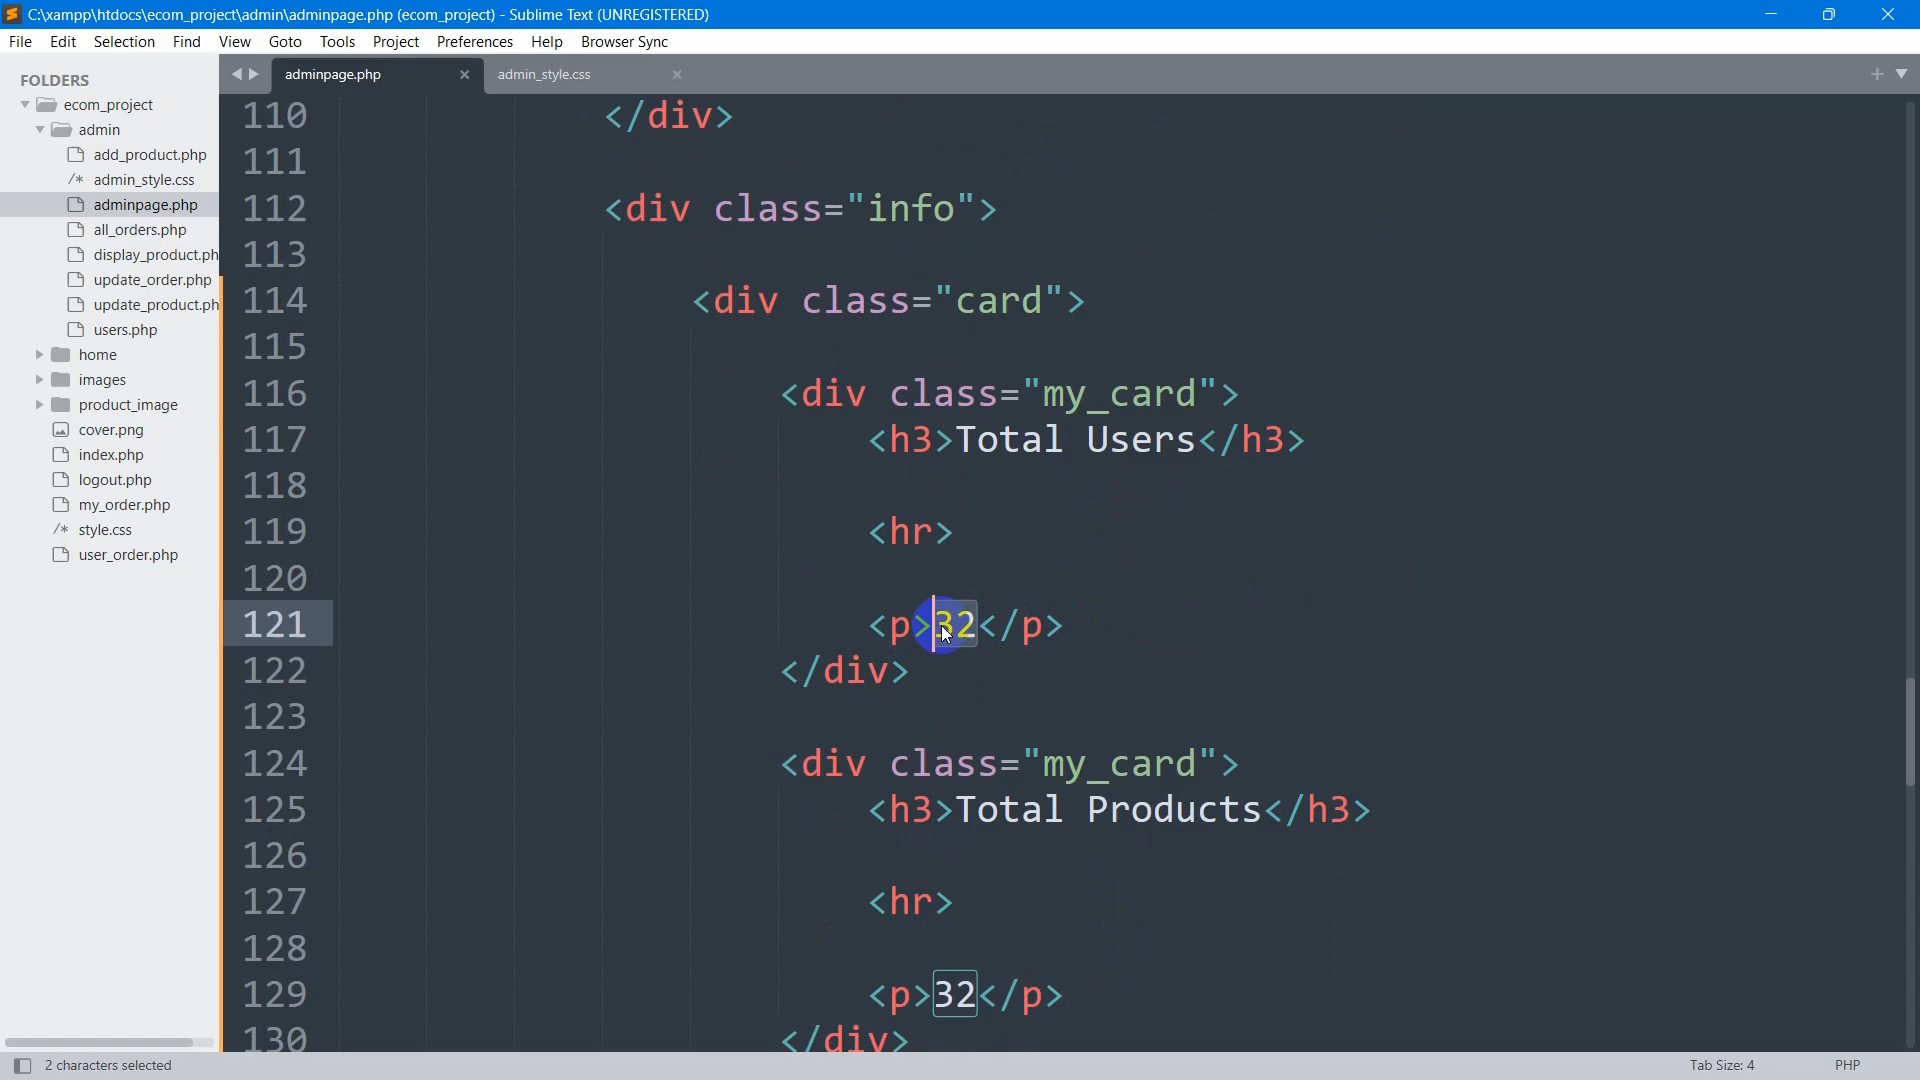 C:\xampp\htdocs\ecom_project\admin\adminpage.php (ecom_project) - Sublime Text (UNREGISTERED)
File Edit Selection Find View Goto Tools Project Preferences Help Browser Sync
FOLDERS
ecom_project
admin
add_product.php
/* admin_style.css
adminpage.php
all_orders.php
display_product.ph
update_order.php
update_product.ph
users.php
home
images
product_image
cover.png
index.php
logout.php
my_order.php
/* style.css
user_order.php
adminpage.php
admin_style.css
110 </div>
111
112 <div class="info">
113
114 <div class="card">
115
116 <div class="my_card">
117 <h3>Total Users</h3>
118
119 <hr>
120
121 <p>32</p>
122 </div>
123
124 <div class="my_card">
125 <h3>Total Products</h3>
126
127 <hr>
128
129 <p>32</p>
130 </div>
2 characters selected
Tab Size: 4
PHP